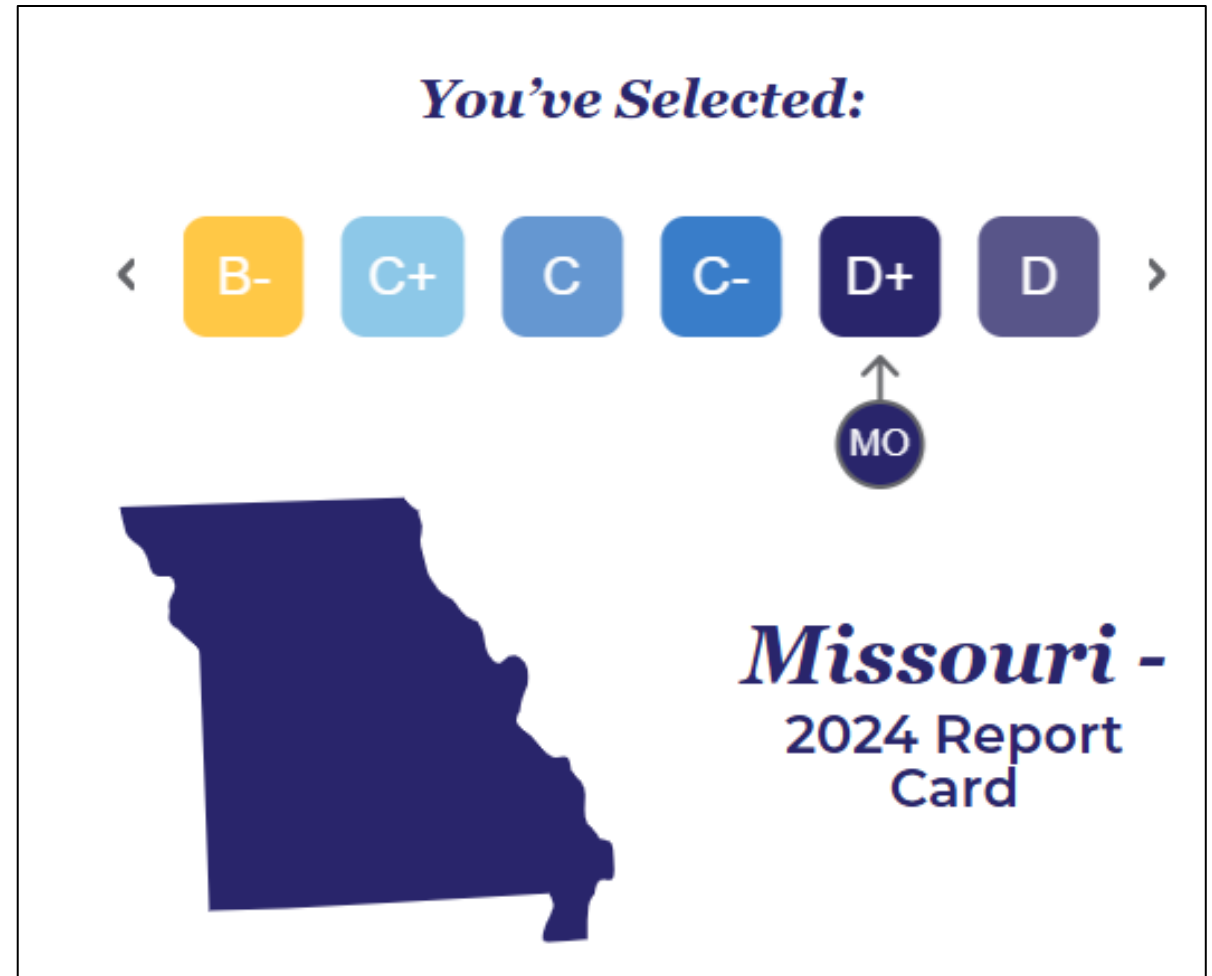 You've Selected:
B- C+ C C- D+ D
MO
Missouri -
2024 Report
Card